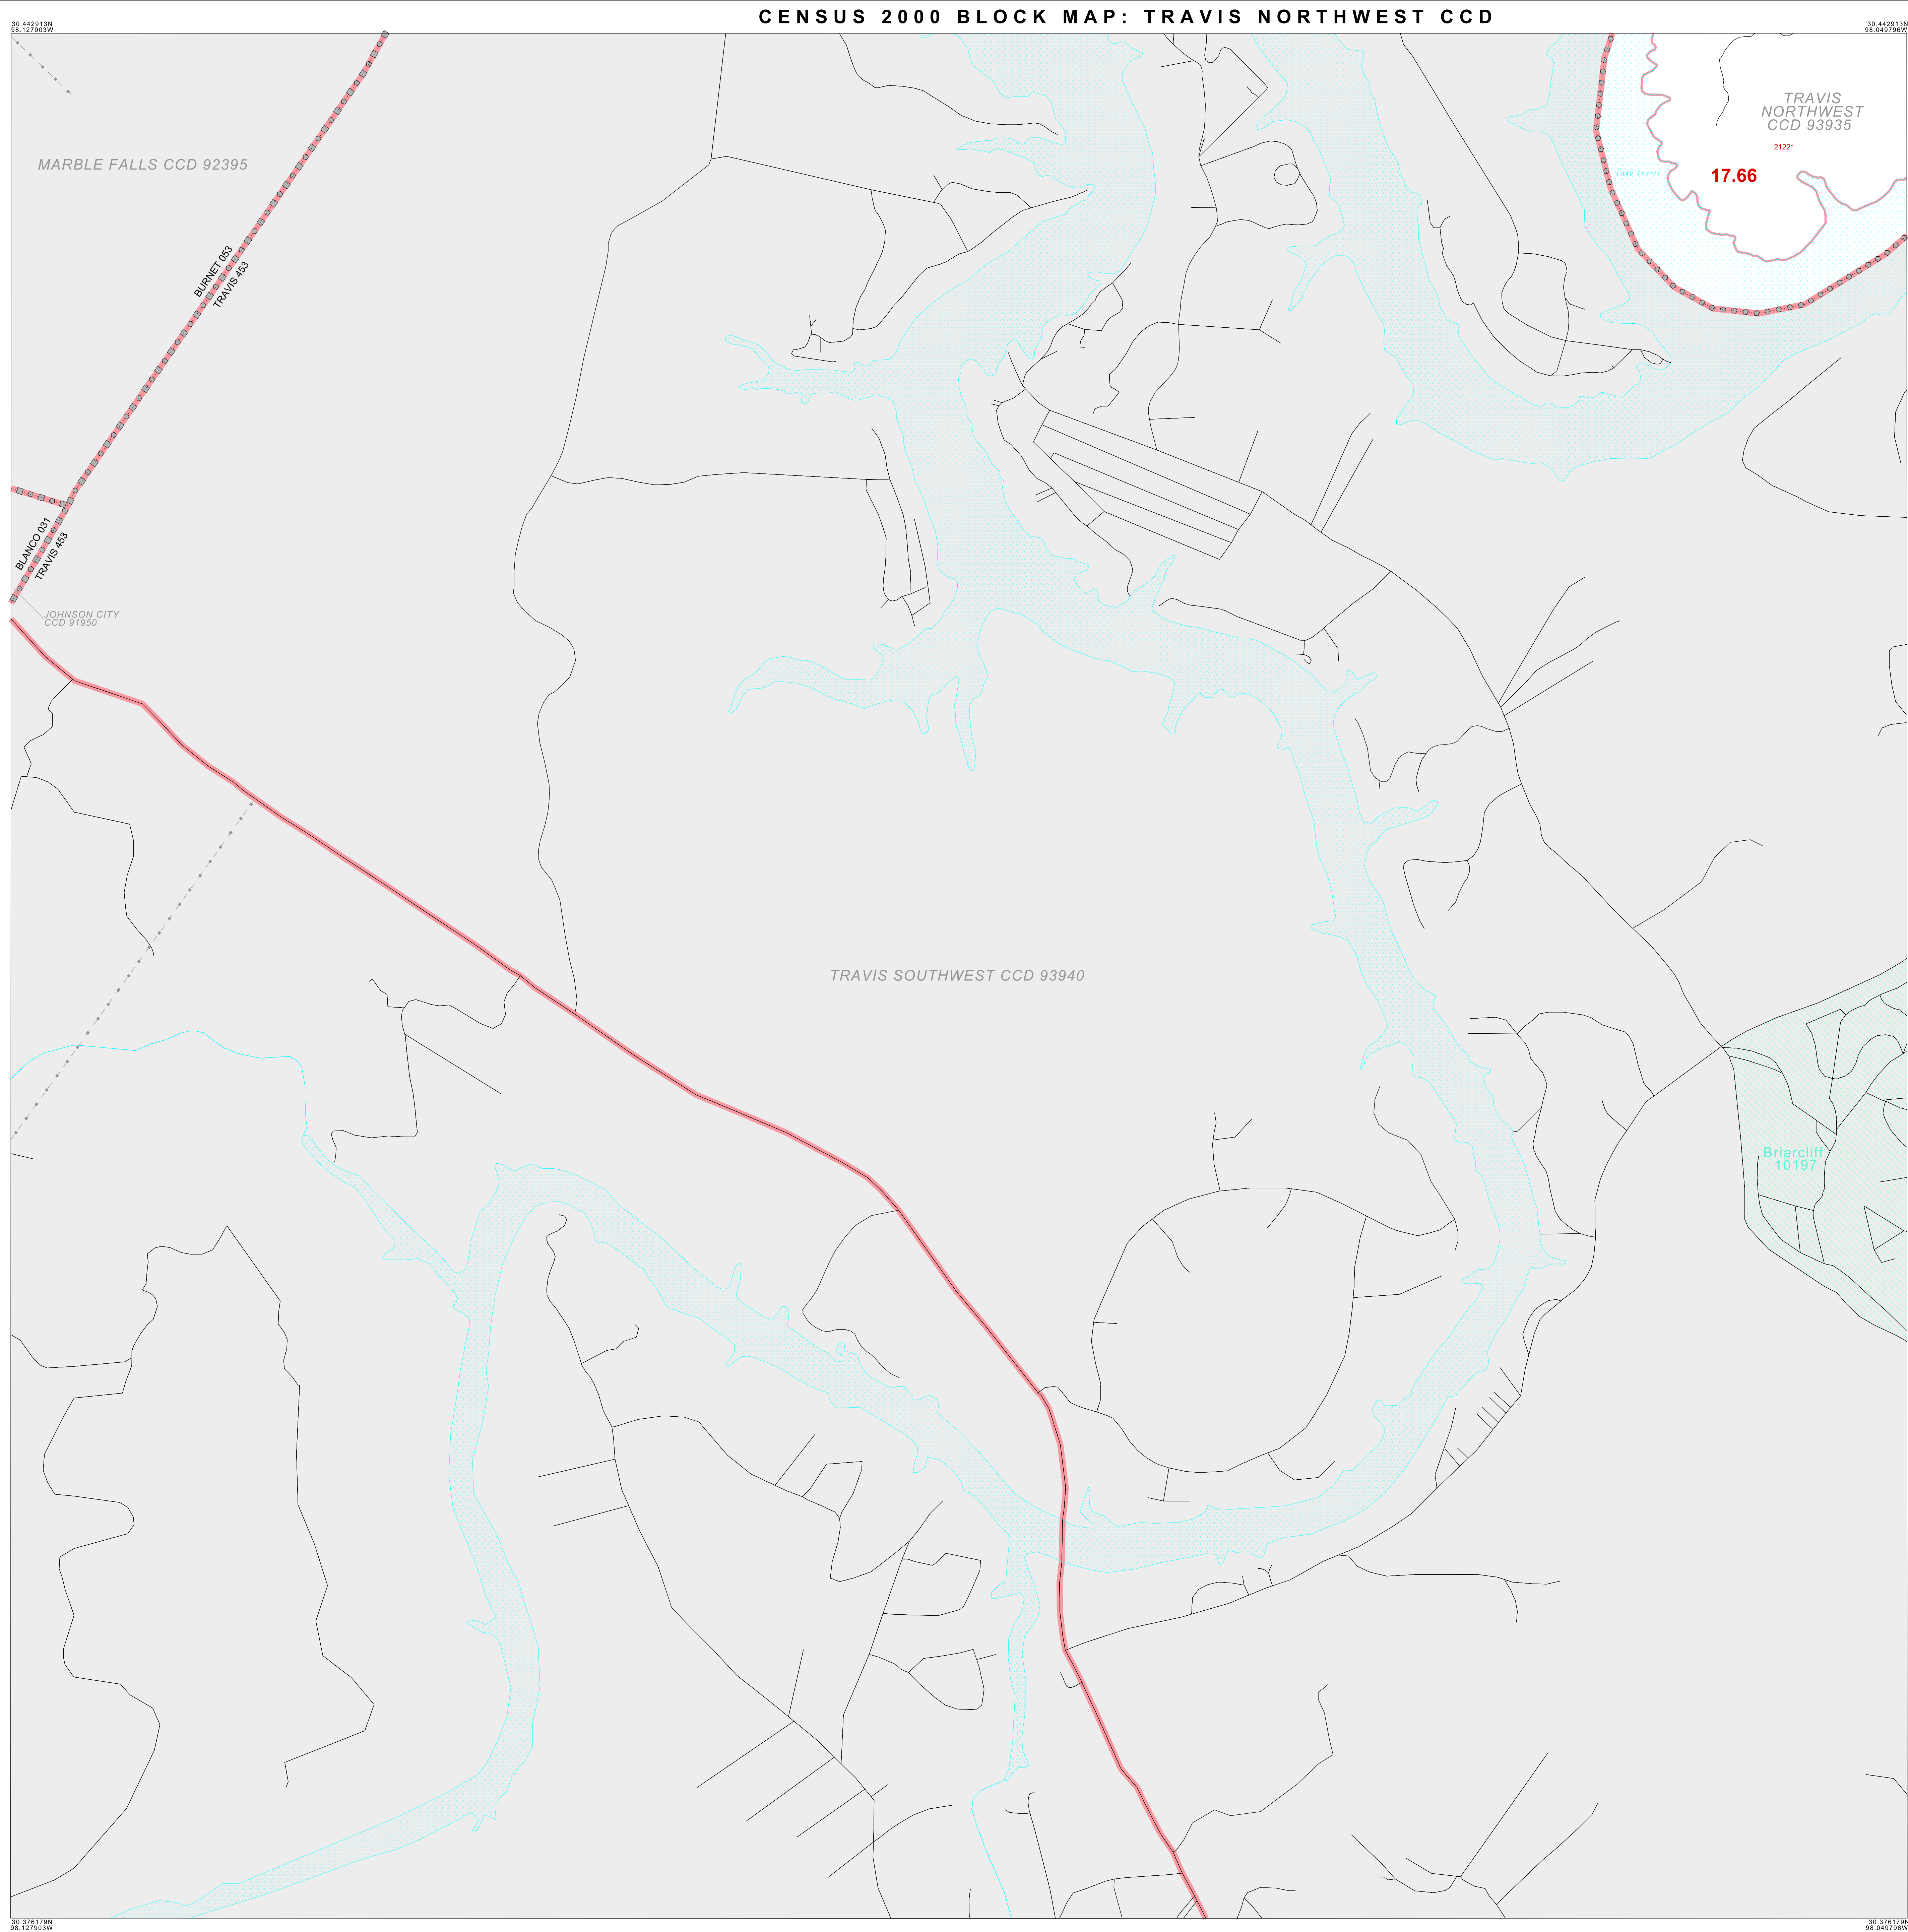 CENSUS 2000 BLOCK MAP: TRAVIS NORTHWEST CCD
30.442913N
98.127903W
30.442913N
98.049796W
TRAVIS
NORTHWEST
CCD 93935
2122*
17.66
Lake Travis
MARBLE FALLS CCD 92395
BURNET 053
TRAVIS 453
BLANCO 031
TRAVIS 453
JOHNSON CITY
CCD 91950
TRAVIS SOUTHWEST CCD 93940
Briarcliff
10197
30.376179N
98.127903W
30.376179N
98.049796W